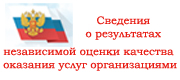 Сведения
о результатах
независимой оценки качества
оказания услуг организациями